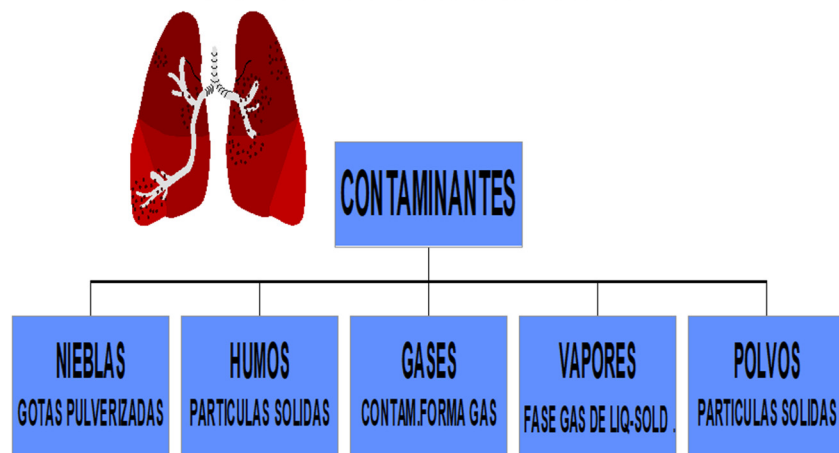 CONTAMINANTES
NIEBLAS
GOTAS PULVERIZADAS
HUMOS
PARTICULAS SOLIDAS
GASES
CONTAM.FORMA GAS
VAPORES
FASE GAS DE LIQ-SOLD .
POLVOS
PARTICULAS SOLIDAS